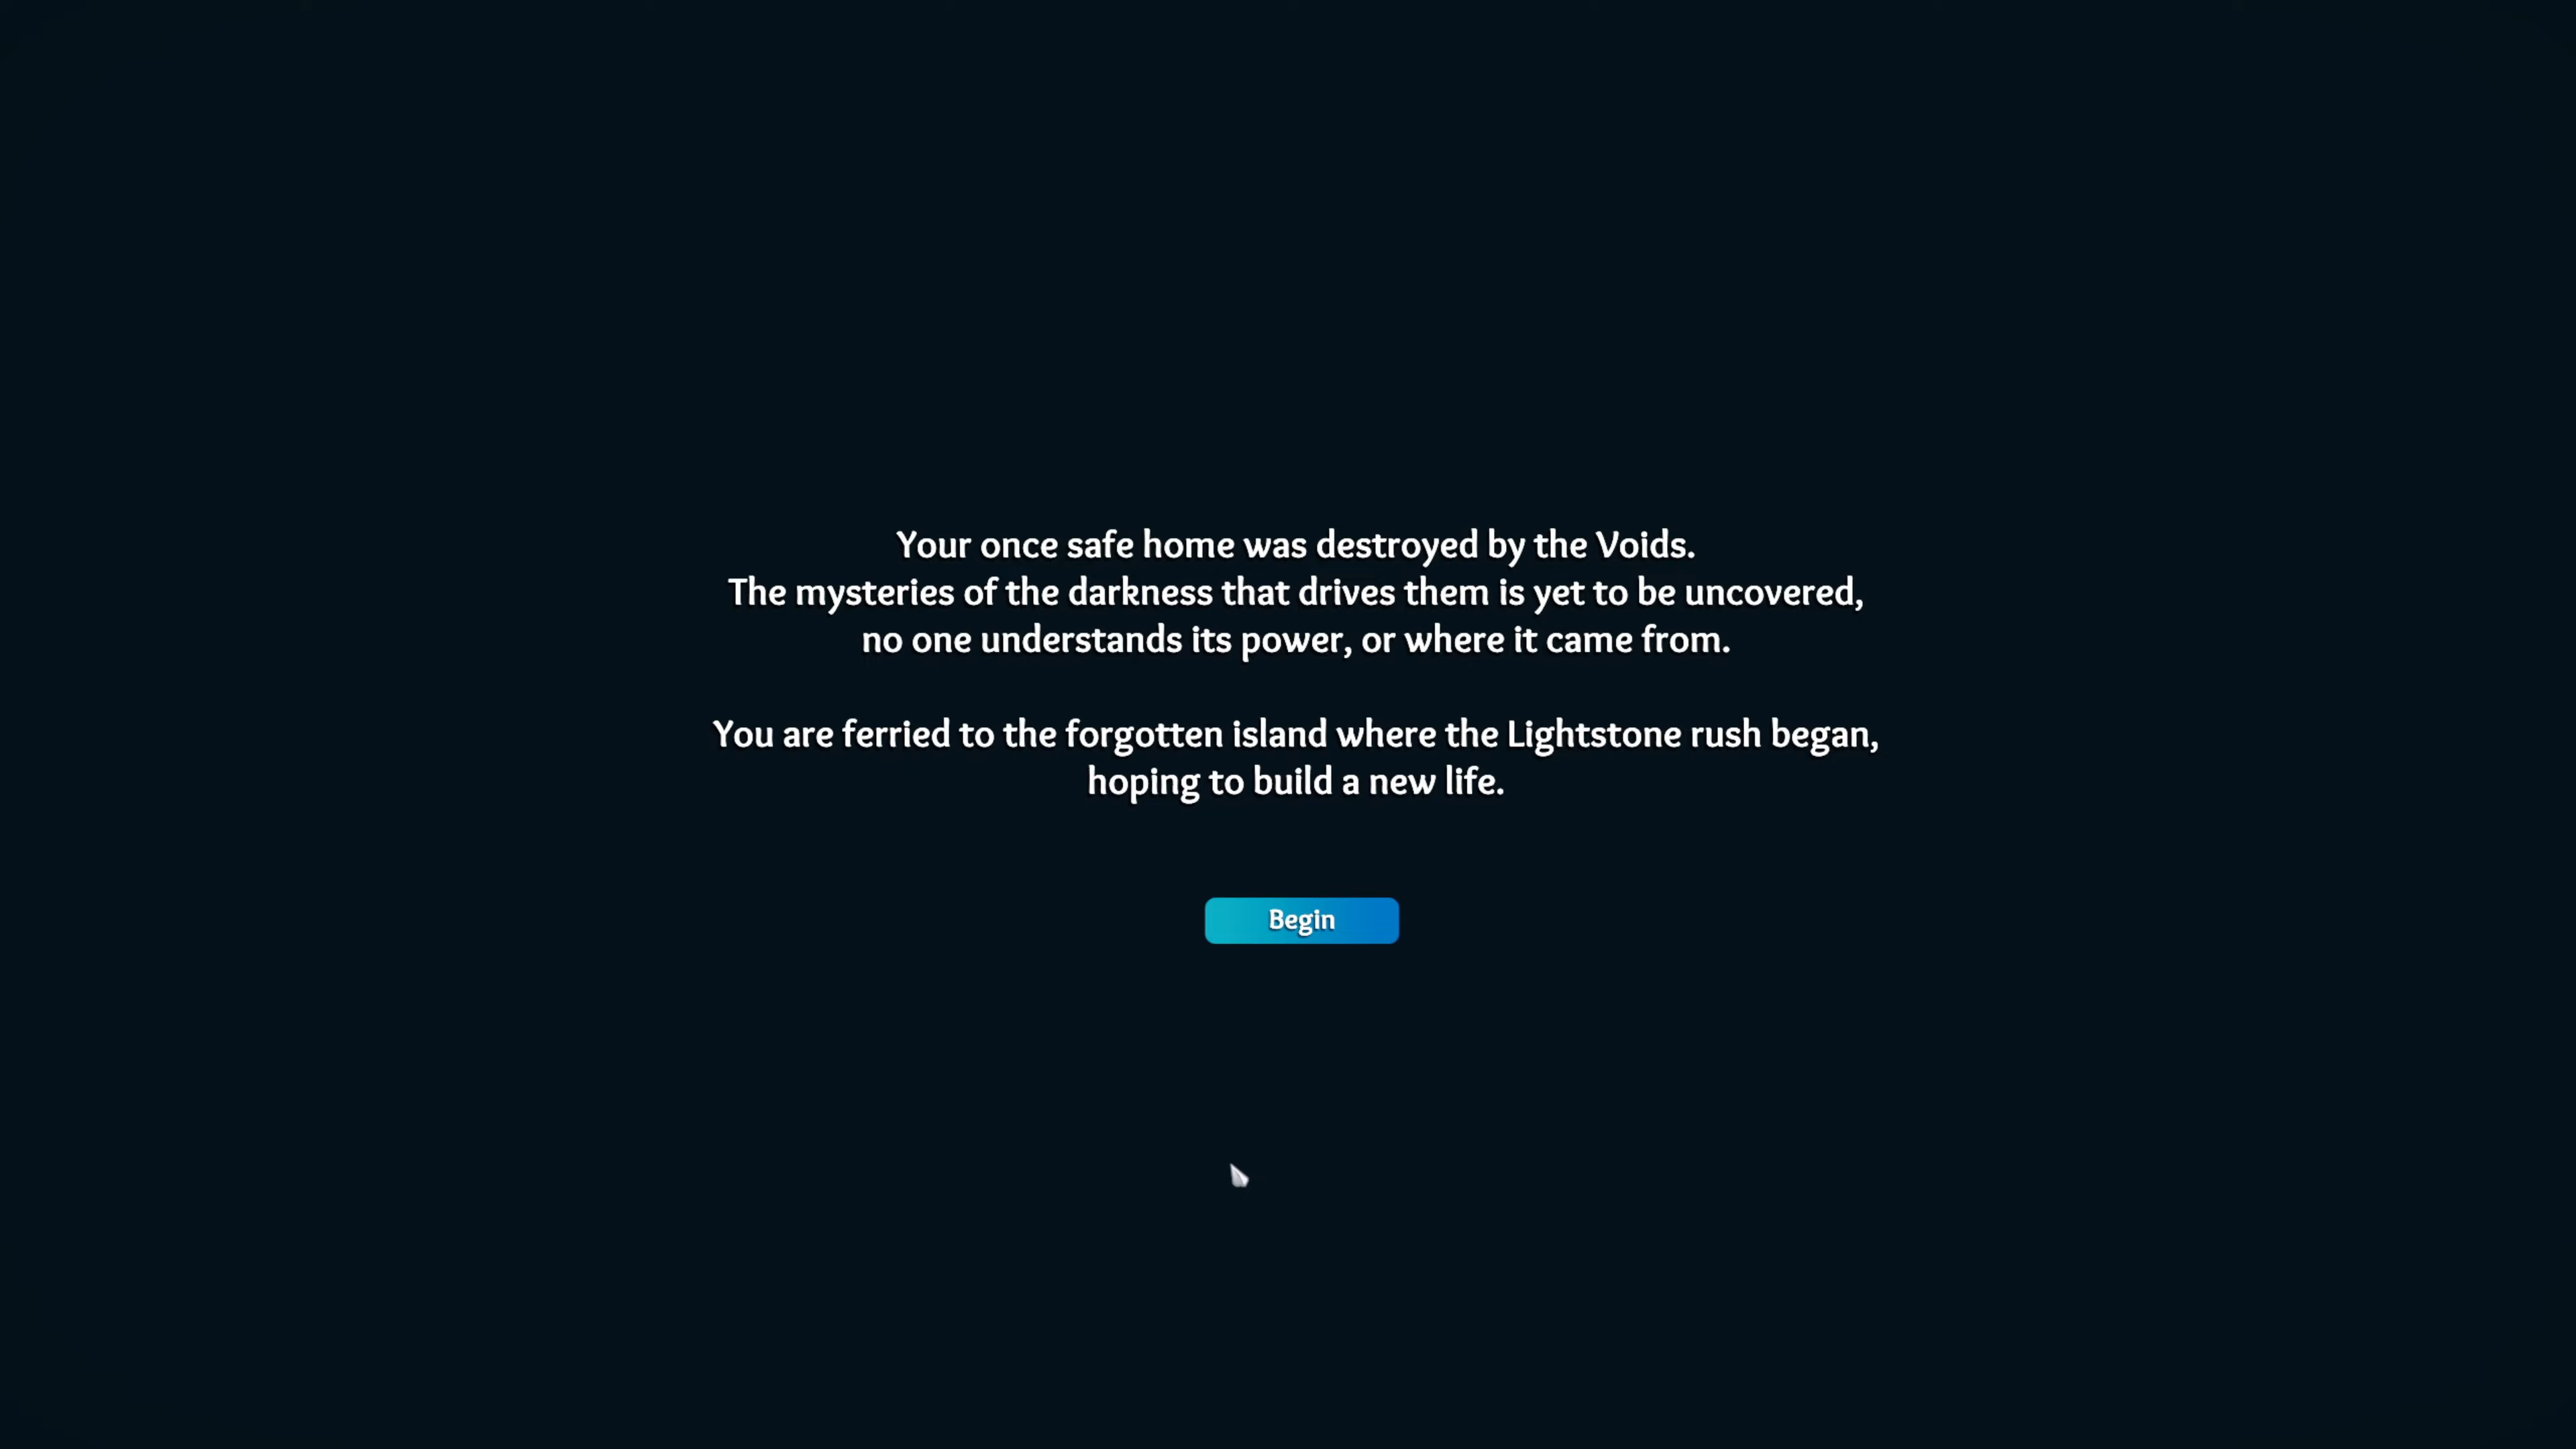 Your once safe home was destroyed by the Voids.
The mysteries of the darkness that drives them is yet to be uncovered,
no one understands its power, or where it came from.
You are ferried to the forgotten island where the Lightstone rush began,
hoping to build a new life.
Begin